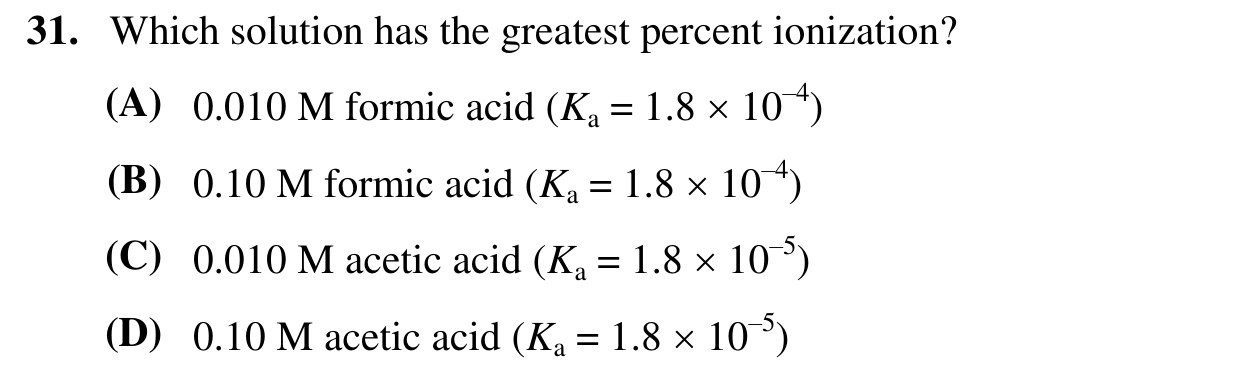 31. Which solution has the greatest percent ionization?
(A) 0.010 M formic acid (Kₐ = 1.8 × 10⁻⁴)
(B) 0.10 M formic acid (Kₐ = 1.8 × 10⁻⁴)
(C) 0.010 M acetic acid (Kₐ = 1.8 × 10⁻⁵)
(D) 0.10 M acetic acid (Kₐ = 1.8 × 10⁻⁵)